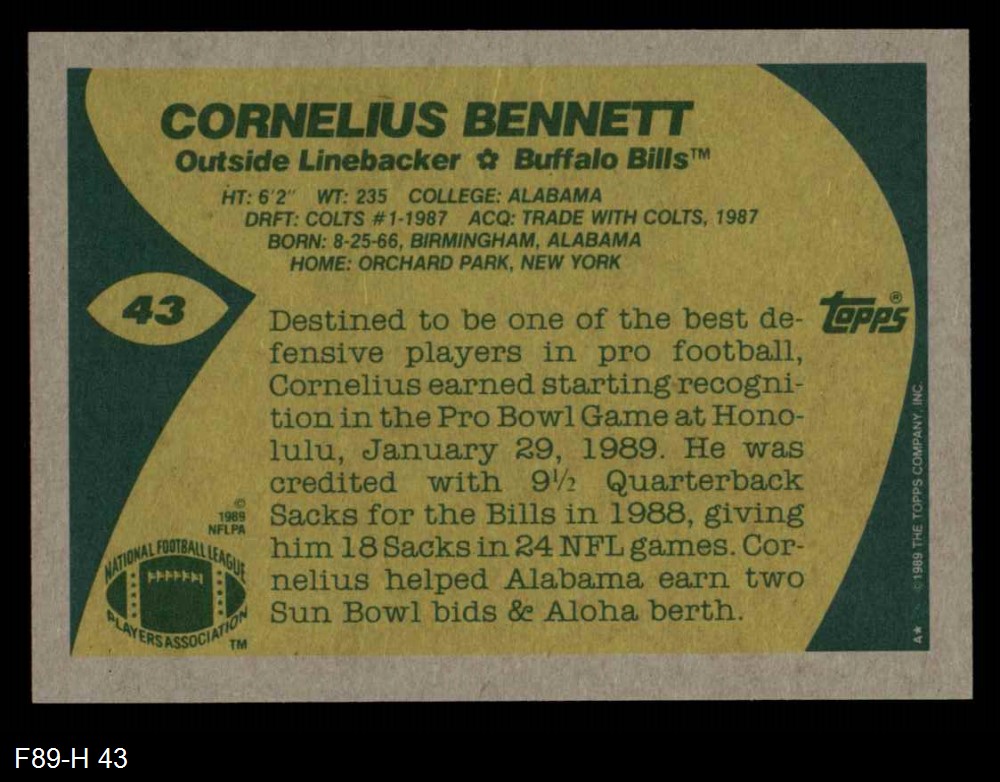 CORNELIUS BENNETT
Outside Linebacker ✿ Buffalo Bills™
HT: 6'2" WT: 235 COLLEGE: ALABAMA
DRFT: COLTS #1-1987 ACQ: TRADE WITH COLTS, 1987
BORN: 8-25-66, BIRMINGHAM, ALABAMA
HOME: ORCHARD PARK, NEW YORK
43
topps®
Destined to be one of the best de-
fensive players in pro football,
Cornelius earned starting recogni-
tion in the Pro Bowl Game at Hono-
lulu, January 29, 1989. He was
credited with 9½ Quarterback
Sacks for the Bills in 1988, giving
him 18 Sacks in 24 NFL games. Cor-
nelius helped Alabama earn two
Sun Bowl bids & Aloha berth.
©
1989
NFLPA
NATIONAL FOOTBALL LEAGUE
PLAYERS ASSOCIATION
™
A★ ©1989 THE TOPPS COMPANY, INC.
F89-H 43